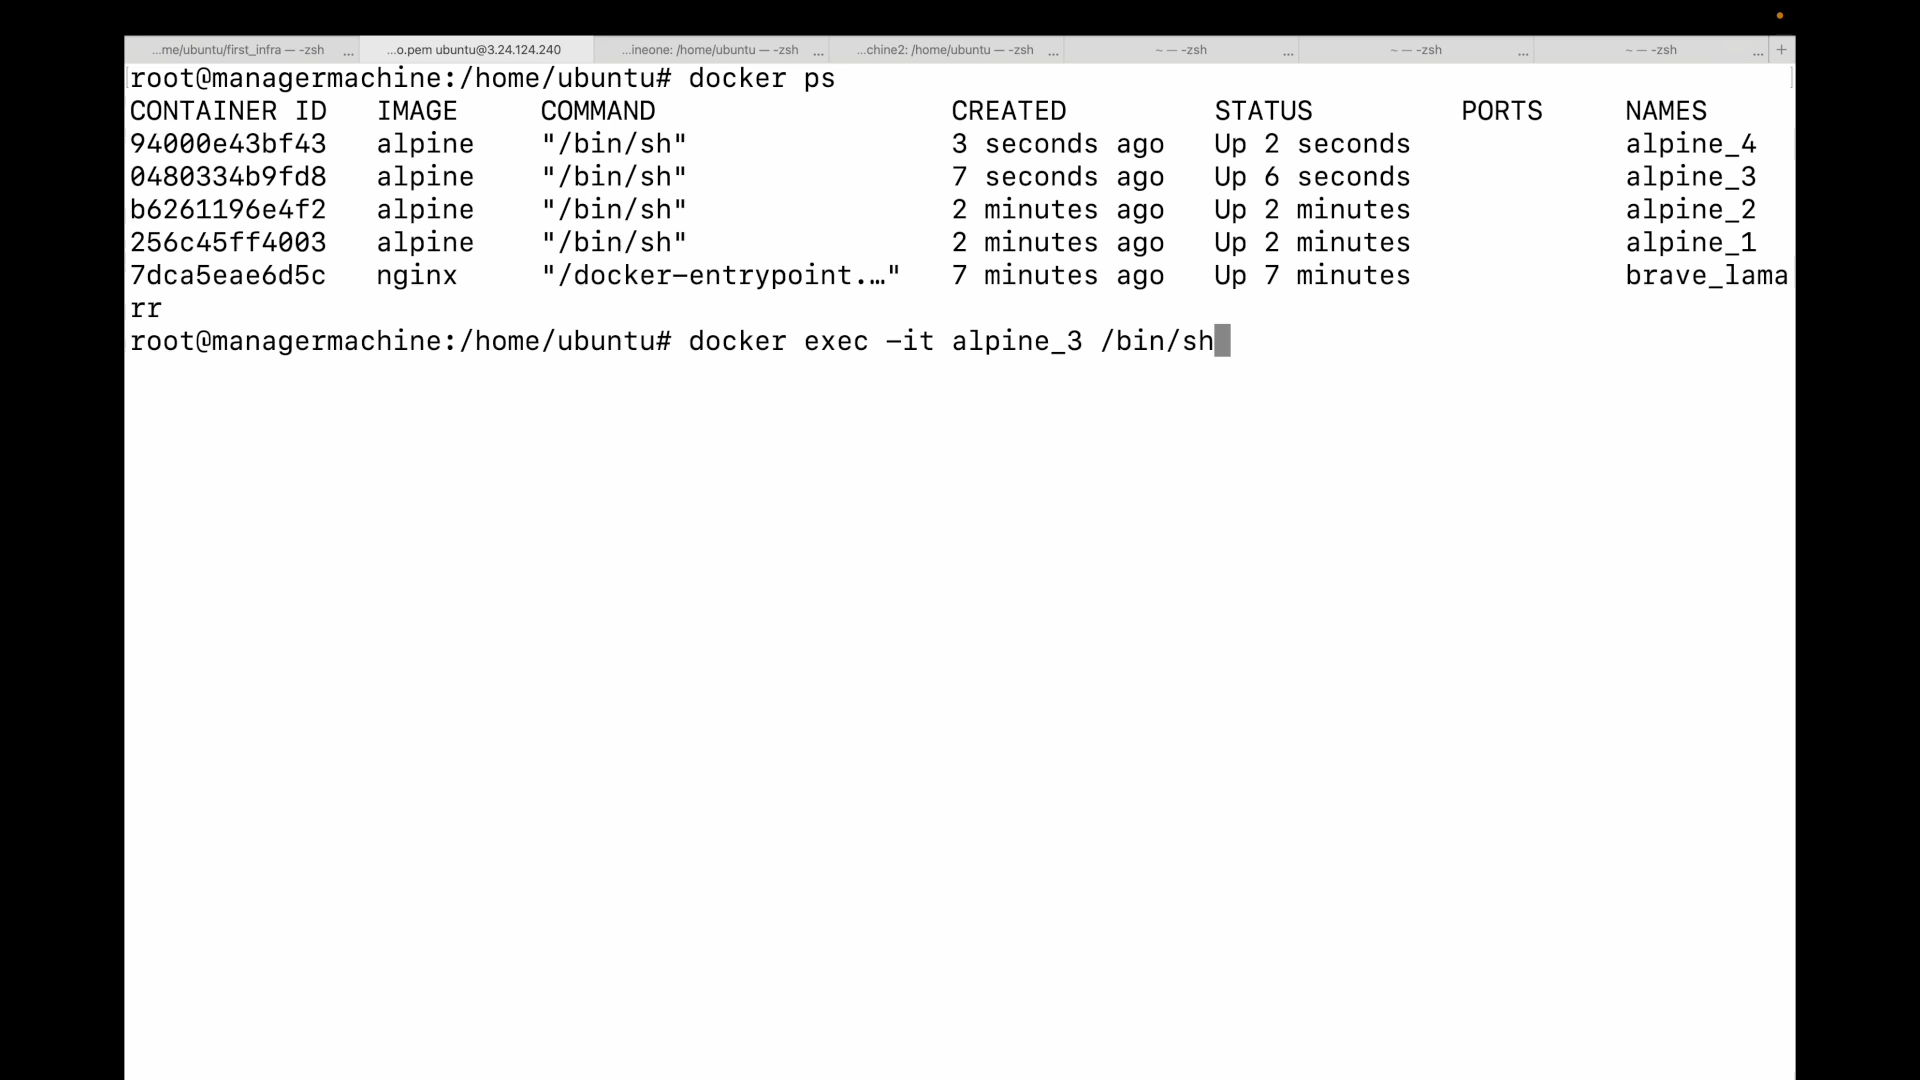 ...me/ubuntu/first_infra — -zsh ... ...o.pem ubuntu@3.24.124.240 ...ineone: /home/ubuntu — -zsh ... ...chine2: /home/ubuntu — -zsh ... ~ — -zsh ... ~ — -zsh ... ~ — -zsh ... +
root@managermachine:/home/ubuntu# docker ps
CONTAINER ID   IMAGE     COMMAND                  CREATED         STATUS         PORTS     NAMES
94000e43bf43   alpine    "/bin/sh"                3 seconds ago   Up 2 seconds             alpine_4
0480334b9fd8   alpine    "/bin/sh"                7 seconds ago   Up 6 seconds             alpine_3
b6261196e4f2   alpine    "/bin/sh"                2 minutes ago   Up 2 minutes             alpine_2
256c45ff4003   alpine    "/bin/sh"                2 minutes ago   Up 2 minutes             alpine_1
7dca5eae6d5c   nginx     "/docker-entrypoint.…"   7 minutes ago   Up 7 minutes             brave_lama
rr
root@managermachine:/home/ubuntu# docker exec -it alpine_3 /bin/sh